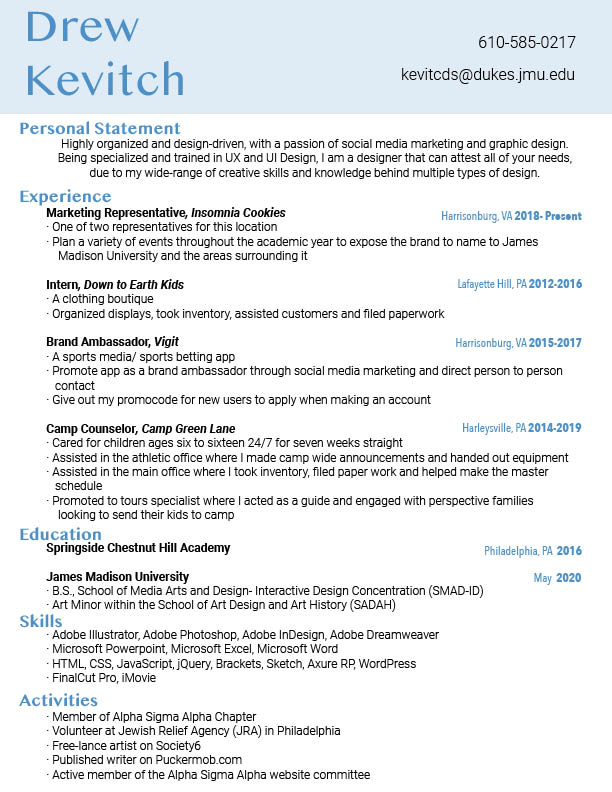 Drew
Kevitch
610-585-0217
kevitcds@dukes.jmu.edu
Personal Statement
Highly organized and design-driven, with a passion of social media marketing and graphic design.
Being specialized and trained in UX and UI Design, I am a designer that can attest all of your needs,
due to my wide-range of creative skills and knowledge behind multiple types of design.
Experience
Marketing Representative, Insomnia Cookies Harrisonburg, VA 2018- Present
· One of two representatives for this location
· Plan a variety of events throughout the academic year to expose the brand to name to James
Madison University and the areas surrounding it
Intern, Down to Earth Kids Lafayette Hill, PA 2012-2016
· A clothing boutique
· Organized displays, took inventory, assisted customers and filed paperwork
Brand Ambassador, Vigit Harrisonburg, VA 2015-2017
· A sports media/ sports betting app
· Promote app as a brand ambassador through social media marketing and direct person to person
contact
· Give out my promocode for new users to apply when making an account
Camp Counselor, Camp Green Lane Harleysville, PA 2014-2019
· Cared for children ages six to sixteen 24/7 for seven weeks straight
· Assisted in the athletic office where I made camp wide announcements and handed out equipment
· Assisted in the main office where I took inventory, filed paper work and helped make the master
schedule
· Promoted to tours specialist where I acted as a guide and engaged with perspective families
looking to send their kids to camp
Education
Springside Chestnut Hill Academy Philadelphia, PA 2016
James Madison University May 2020
· B.S., School of Media Arts and Design- Interactive Design Concentration (SMAD-ID)
· Art Minor within the School of Art Design and Art History (SADAH)
Skills
· Adobe Illustrator, Adobe Photoshop, Adobe InDesign, Adobe Dreamweaver
· Microsoft Powerpoint, Microsoft Excel, Microsoft Word
· HTML, CSS, JavaScript, jQuery, Brackets, Sketch, Axure RP, WordPress
· FinalCut Pro, iMovie
Activities
· Member of Alpha Sigma Alpha Chapter
· Volunteer at Jewish Relief Agency (JRA) in Philadelphia
· Free-lance artist on Society6
· Published writer on Puckermob.com
· Active member of the Alpha Sigma Alpha website committee